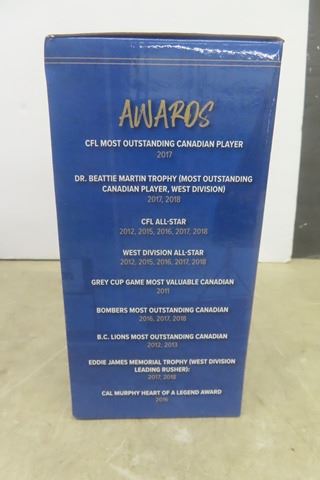 AWARDS
CFL MOST OUTSTANDING CANADIAN PLAYER
2017
DR. BEATTIE MARTIN TROPHY (MOST OUTSTANDING
CANADIAN PLAYER, WEST DIVISION)
2017, 2018
CFL ALL-STAR
2012, 2015, 2016, 2017, 2018
WEST DIVISION ALL-STAR
2012, 2015, 2016, 2017, 2018
GREY CUP GAME MOST VALUABLE CANADIAN
2011
BOMBERS MOST OUTSTANDING CANADIAN
2016, 2017, 2018
B.C. LIONS MOST OUTSTANDING CANADIAN
2012, 2013
EDDIE JAMES MEMORIAL TROPHY (WEST DIVISION
LEADING RUSHER):
2017, 2018
CAL MURPHY HEART OF A LEGEND AWARD
2016